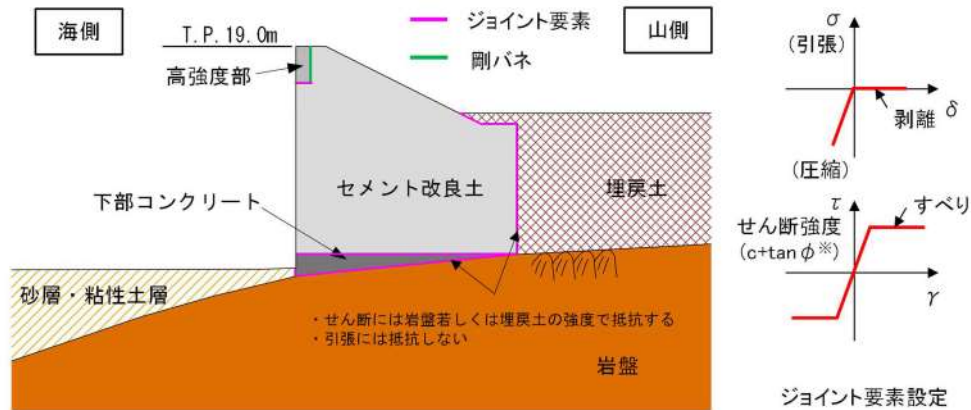 海側
T.P.19.0m
高強度部
ジョイント要素
剛バネ
山側
下部コンクリート
セメント改良土
埋戻土
砂層・粘性土層
・せん断には岩盤若しくは埋戻土の強度で抵抗する
・引張には抵抗しない
岩盤
σ
(引張)
δ
剥離
(圧縮)
τ
すべり
せん断強度
(c+tanφ※)
γ
ジョイント要素設定